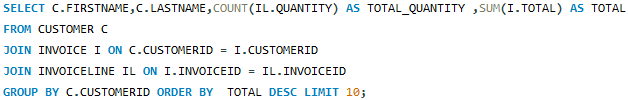 SELECT C.FIRSTNAME,C.LASTNAME,COUNT(IL.QUANTITY) AS TOTAL_QUANTITY ,SUM(I.TOTAL) AS TOTAL
FROM CUSTOMER C
JOIN INVOICE I ON C.CUSTOMERID = I.CUSTOMERID
JOIN INVOICELINE IL ON I.INVOICEID = IL.INVOICEID
GROUP BY C.CUSTOMERID ORDER BY  TOTAL DESC LIMIT 10;